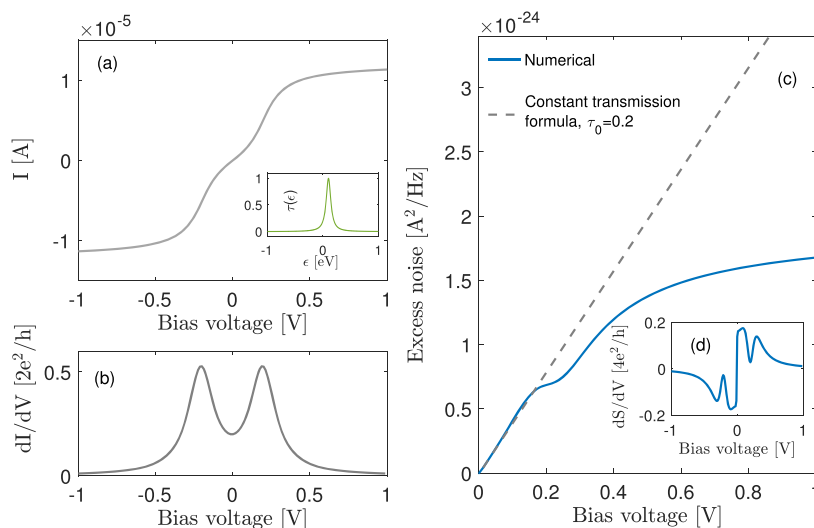 ×10⁻⁵
(a)
I [A]
1
0
-1
τ(ϵ)
1
0.5
0
-1 0 1
ϵ [eV]
-1 -0.5 0 0.5 1
Bias voltage [V]
dI/dV [2e²/h]
(b)
0.5
0
-1 -0.5 0 0.5 1
Bias voltage [V]
×10⁻²⁴
Numerical
(c)
Constant transmission
formula, τ₀=0.2
Excess noise [A²/Hz]
3
2.5
2
1.5
1
0.5
0
dS/dV [4e²/h]
(d)
0.2
0
-0.2
-1 0 1
Bias voltage [V]
0 0.2 0.4 0.6 0.8
Bias voltage [V]